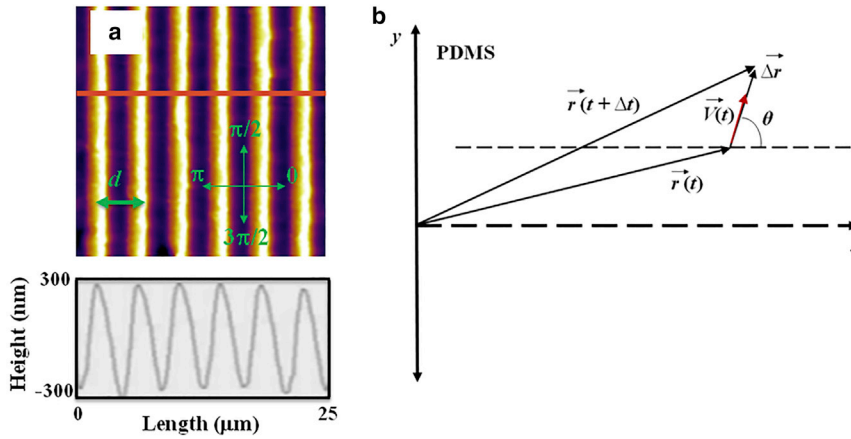 a
π/2
π
0
d
3π/2
300
-300
Height (nm)
0
25
Length (µm)
b
y
PDMS
Δr
r(t + Δt)
V(t)
θ
r(t)